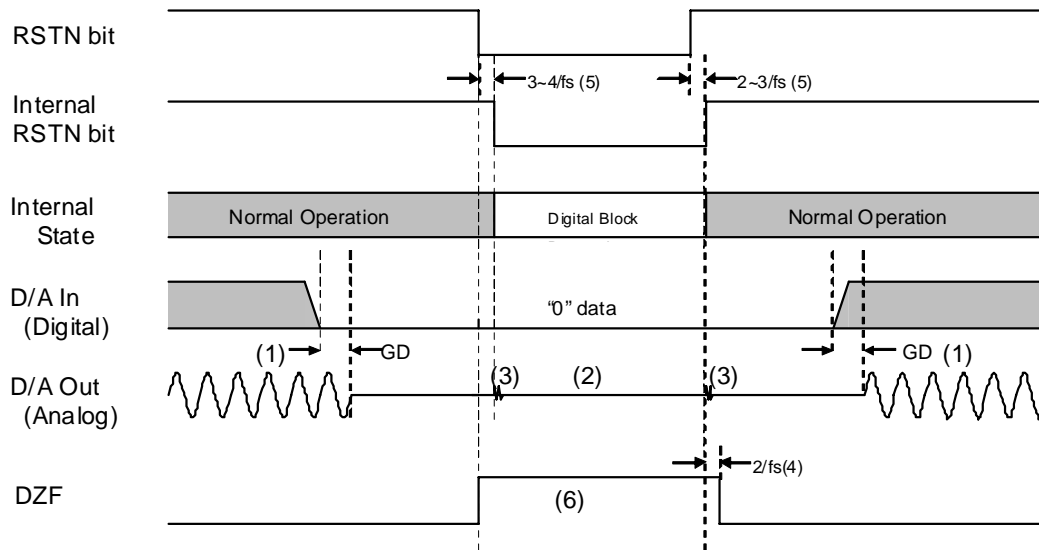 RSTN bit
3~4/fs (5)
2~3/fs (5)
Internal
RSTN bit
Internal
State
Normal Operation
Digital Block
Normal Operation
D/A In
(Digital)
“0” data
(1)
GD
GD
(1)
D/A Out
(Analog)
(3)
(2)
(3)
2/fs(4)
DZF
(6)